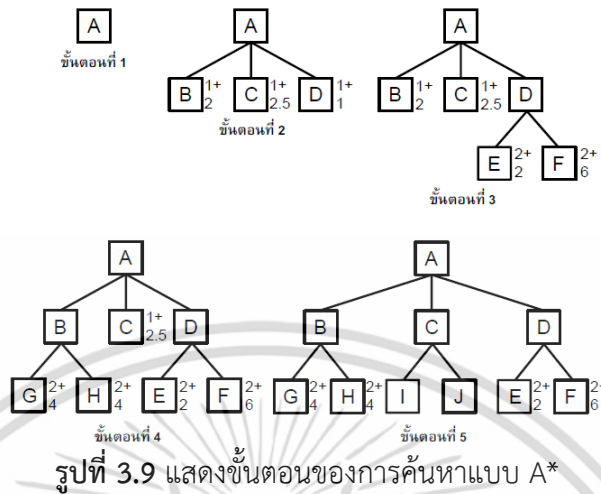 A
ขั้นตอนที่ 1
A
B 1+ 2 C 1+ 2.5 D 1+ 1
ขั้นตอนที่ 2
A
B 1+ 2 C 1+ 2.5 D
E 2+ 2 F 2+ 6
ขั้นตอนที่ 3
A
B C 1+ 2.5 D
G 2+ 4 H 2+ 4 E 2+ 2 F 2+ 6
ขั้นตอนที่ 4
A
B C D
G 2+ 4 H 2+ 4 I J E 2+ 2 F 2+ 6
ขั้นตอนที่ 5
รูปที่ 3.9 แสดงขั้นตอนของการค้นหาแบบ A*